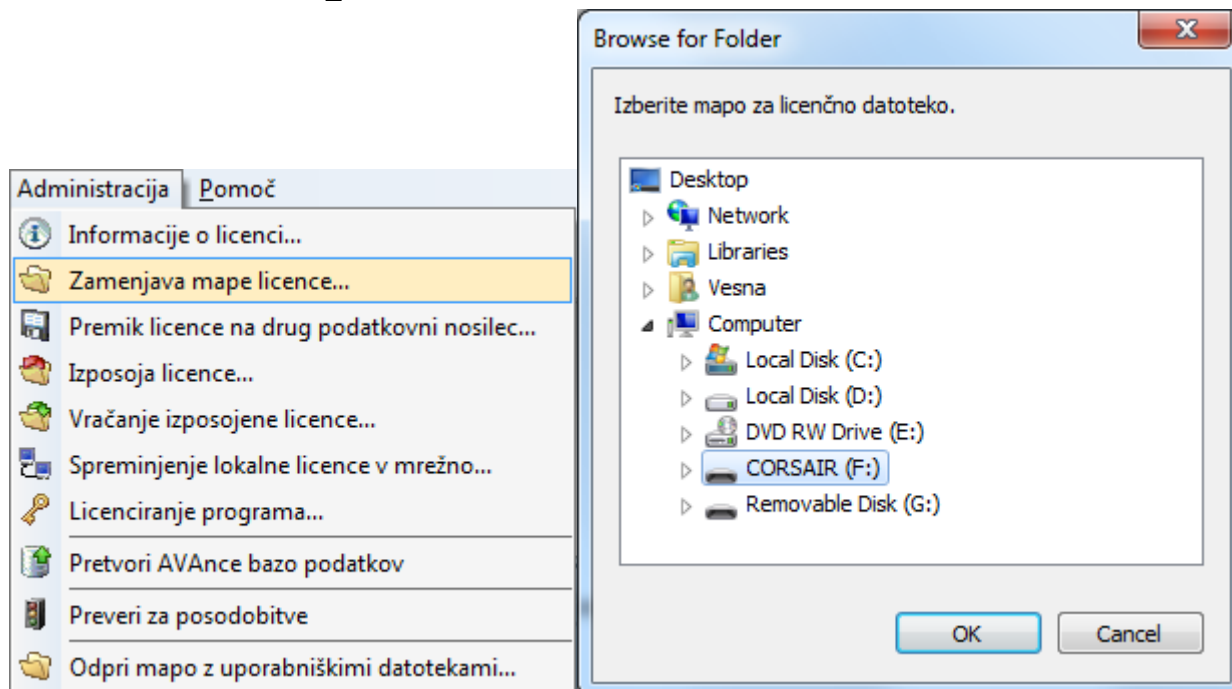 Administracija Pomoč
Informacije o licenci...
Zamenjava mape licence...
Premik licence na drug podatkovni nosilec...
Izposoja licence...
Vračanje izposojene licence...
Spreminjenje lokalne licence v mrežno...
Licenciranje programa...
Pretvori AVAnce bazo podatkov
Preveri za posodobitve
Odpri mapo z uporabniškimi datotekami...
Browse for Folder
Izberite mapo za licenčno datoteko.
Desktop
Network
Libraries
Vesna
Computer
Local Disk (C:)
Local Disk (D:)
DVD RW Drive (E:)
CORSAIR (F:)
Removable Disk (G:)
OK Cancel